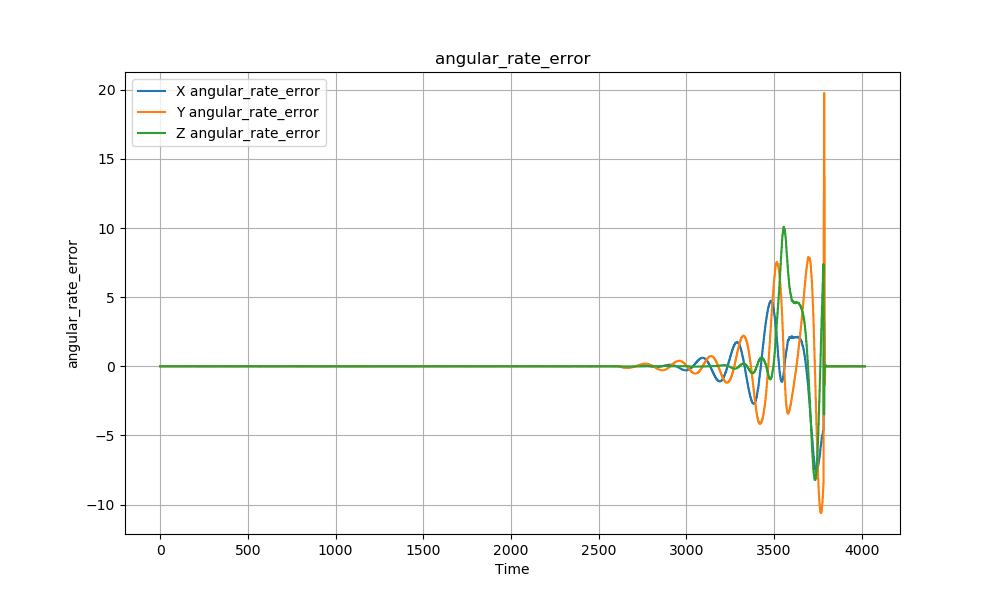 angular_rate_error
X angular_rate_error
Y angular_rate_error
Z angular_rate_error
angular_rate_error
20
15
10
5
0
−5
−10
0 500 1000 1500 2000 2500 3000 3500 4000
Time